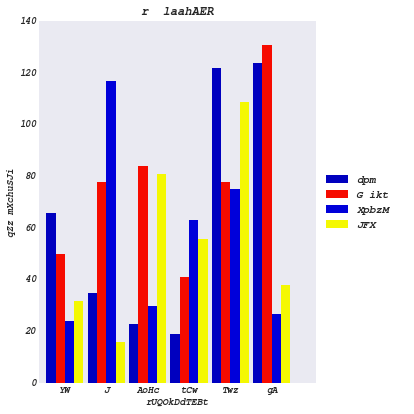 r  laahAER
140
120
100
80
60
40
20
0
qZz mXchuSJi
YW J AoHc tCw Twz gA
rUQOkDdTEBt
dpm
G ikt
XpbzM
JFX